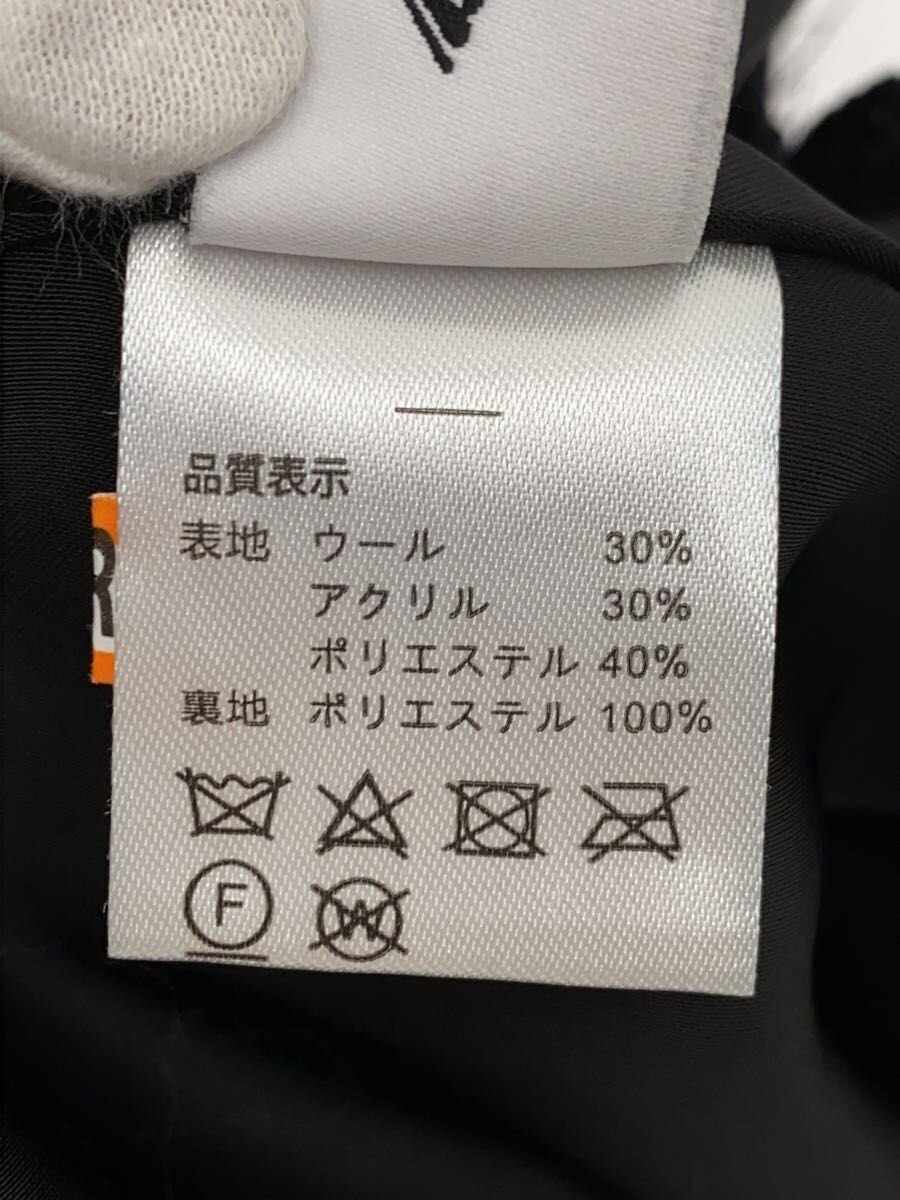 品質表示
表地 ウール 30%
アクリル 30%
ポリエステル 40%
裏地 ポリエステル 100%
F
W
R